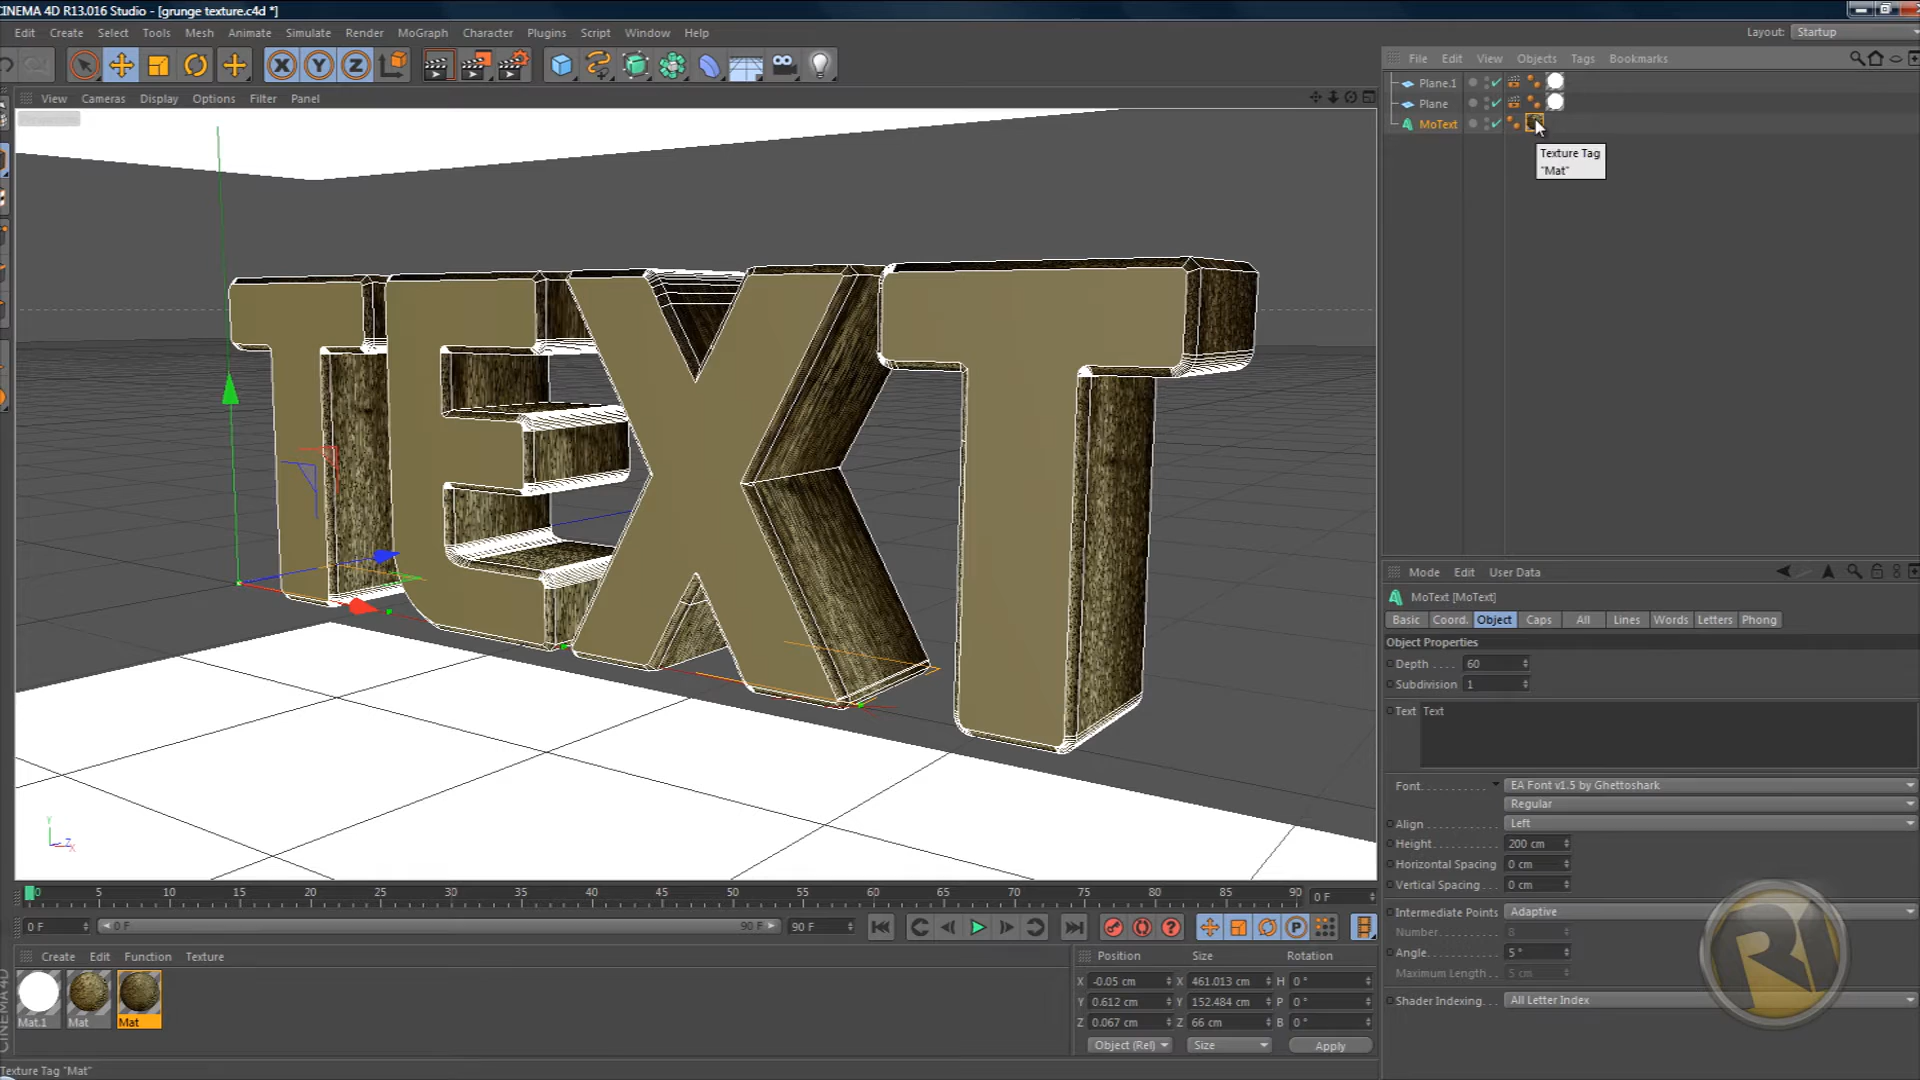 CINEMA 4D R13.016 Studio - [grunge texture.c4d *]
Edit Create Select Tools Mesh Animate Simulate Render MoGraph Character Plugins Script Window Help
Layout: Startup
X Y Z
File Edit View Objects Tags Bookmarks
View Cameras Display Options Filter Panel
Plane.1
Plane
MoText
Texture Tag
"Mat"
TEXT
Mode Edit User Data
MoText [MoText]
Basic Coord. Object Caps All Lines Words Letters Phong
Object Properties
Depth 60
Subdivision 1
Text Text
Font EA Font v1.5 by Ghettoshark
Regular
Align Left
Height 200 cm
Horizontal Spacing 0 cm
Vertical Spacing 0 cm
Intermediate Points Adaptive
Number 8
Angle 5 °
Maximum Length 5 cm
Shader Indexing All Letter Index
Y
Z
X
0 5 10 15 20 25 30 35 40 45 50 55 60 65 70 75 80 85 90 0 F
0 F 0 F 90 F 90 F
P
Create Edit Function Texture
Mat.1 Mat Mat
Position Size Rotation
X -0.05 cm X 461.013 cm H 0 °
Y 0.612 cm Y 152.484 cm P 0 °
Z 0.067 cm Z 66 cm B 0 °
Object (Rel) Size Apply
R
CINEMA 4D
Texture Tag "Mat"